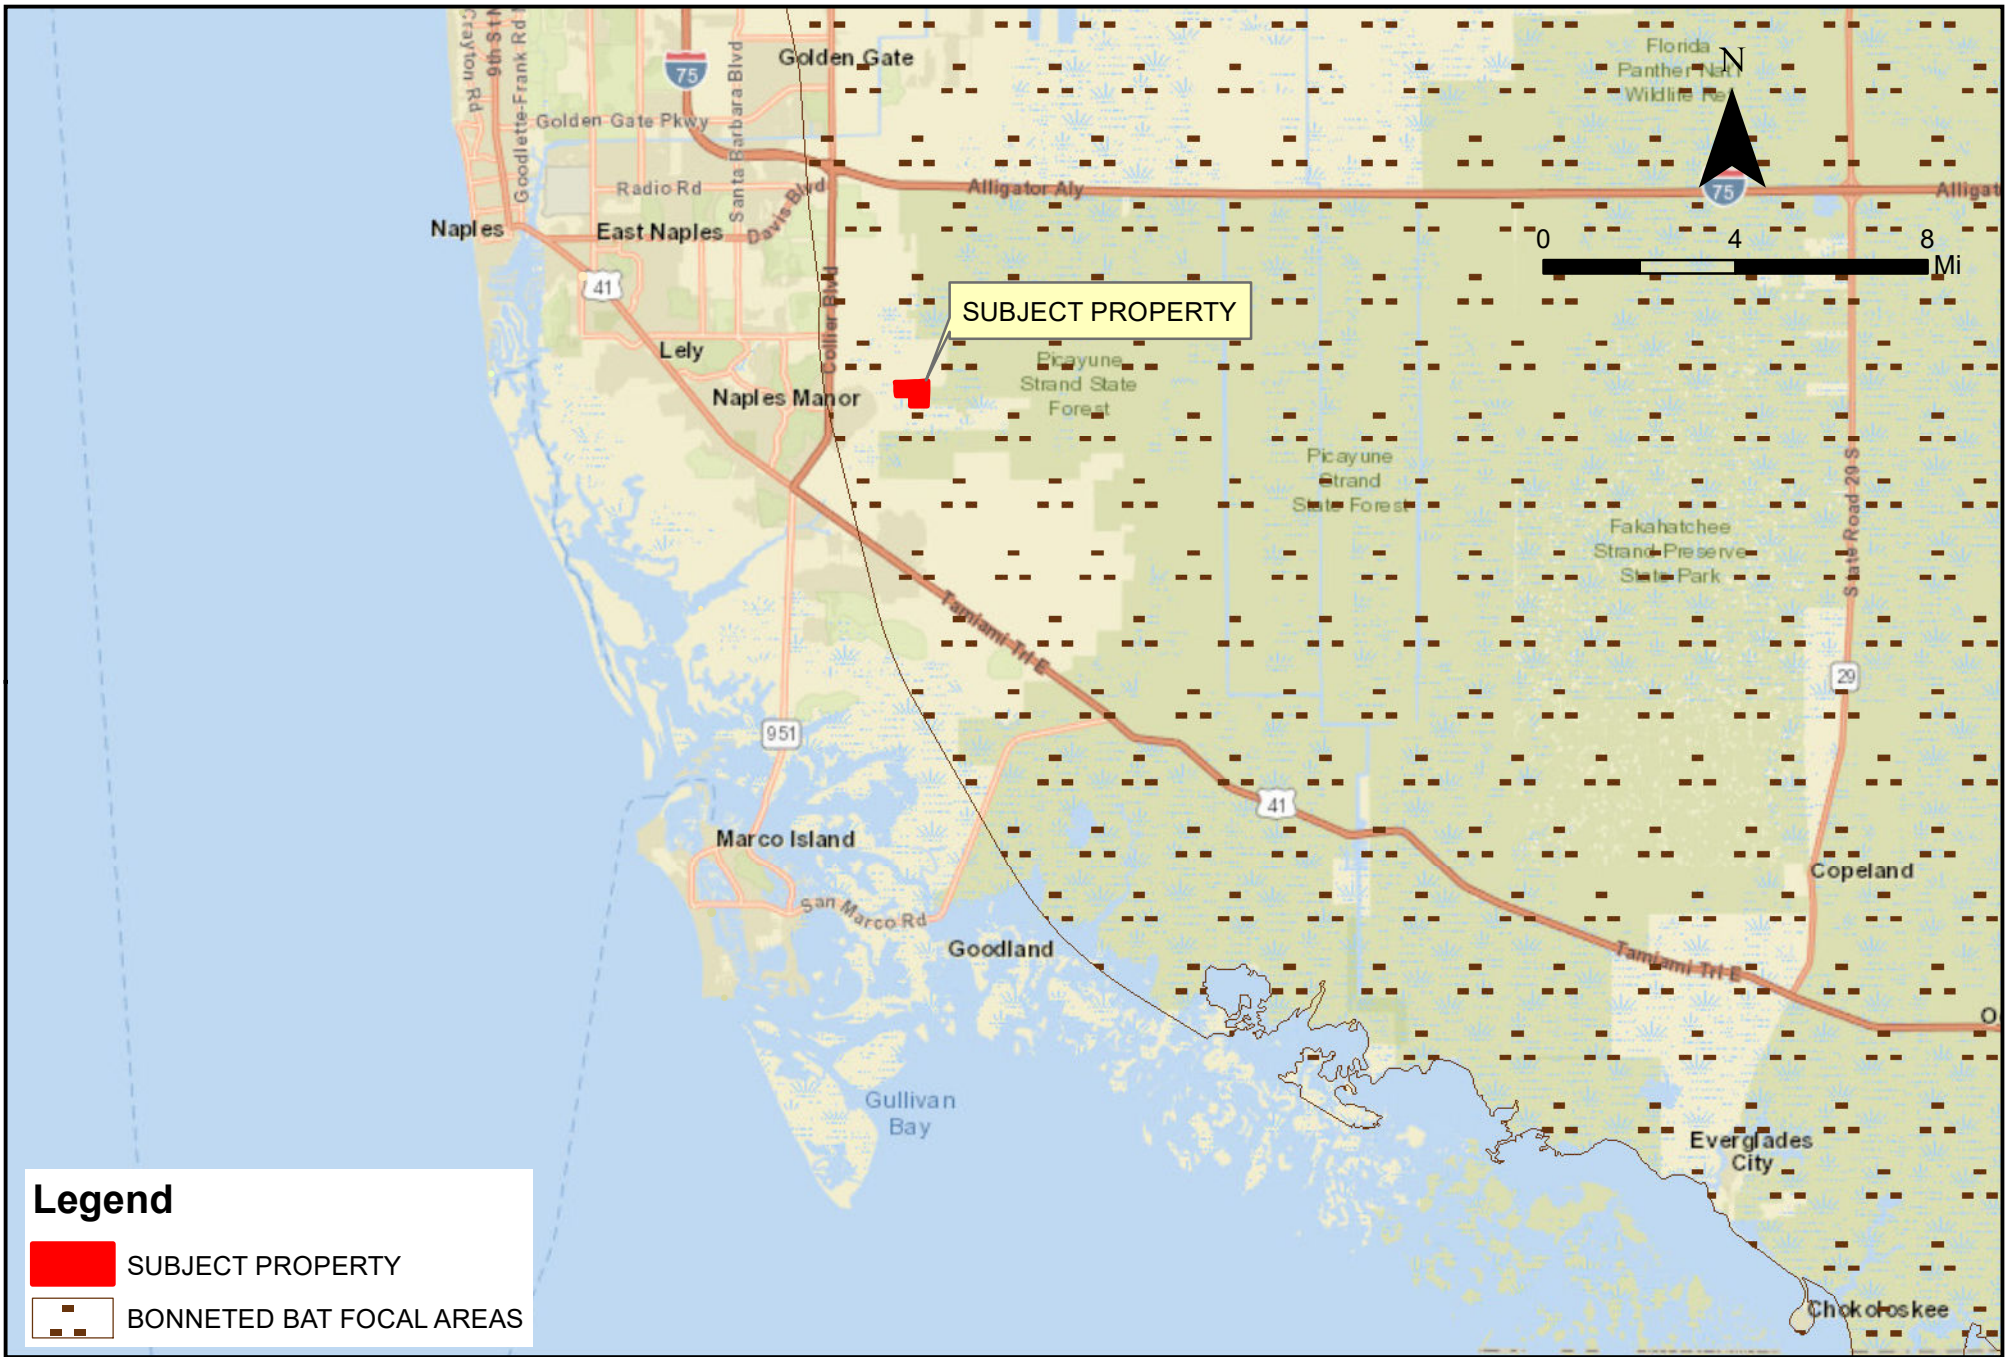 Crayton Rd
9th St N
Goodlette-Frank Rd
75
Santa Barbara Blvd
Golden Gate
Florida
Panther Nat'l
Wildlife Ref
N
Golden Gate Pkwy
Radio Rd
Davis Blvd
Alligator Aly
75
Alligat
Naples
East Naples
0 4 8
Mi
41
Collier Blvd
SUBJECT PROPERTY
Lely
Picayune
Strand State
Forest
Naples Manor
Picayune
Strand
State Forest
State Road 29 S
Fakahatchee
Strand Preserve
State Park
Tamiami Trl E
29
951
41
Marco Island
Copeland
San Marco Rd
Goodland
Tamiami Trl E
O
Gullivan
Bay
Everglades
City
Chokoloskee
Legend
SUBJECT PROPERTY
BONNETED BAT FOCAL AREAS